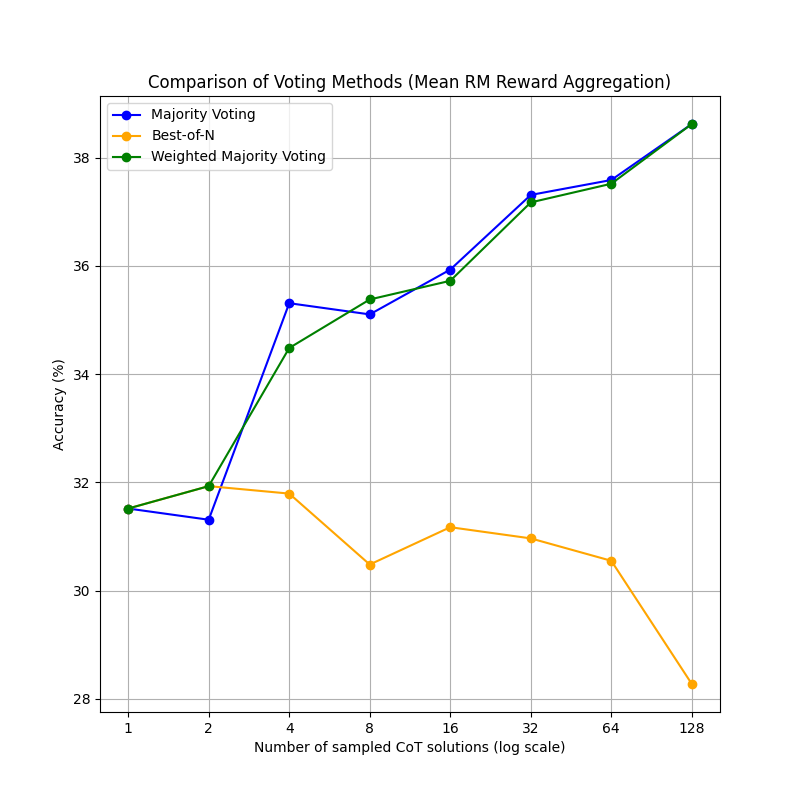 Comparison of Voting Methods (Mean RM Reward Aggregation)
Majority Voting
Best-of-N
Weighted Majority Voting
Accuracy (%)
38
36
34
32
30
28
1 2 4 8 16 32 64 128
Number of sampled CoT solutions (log scale)